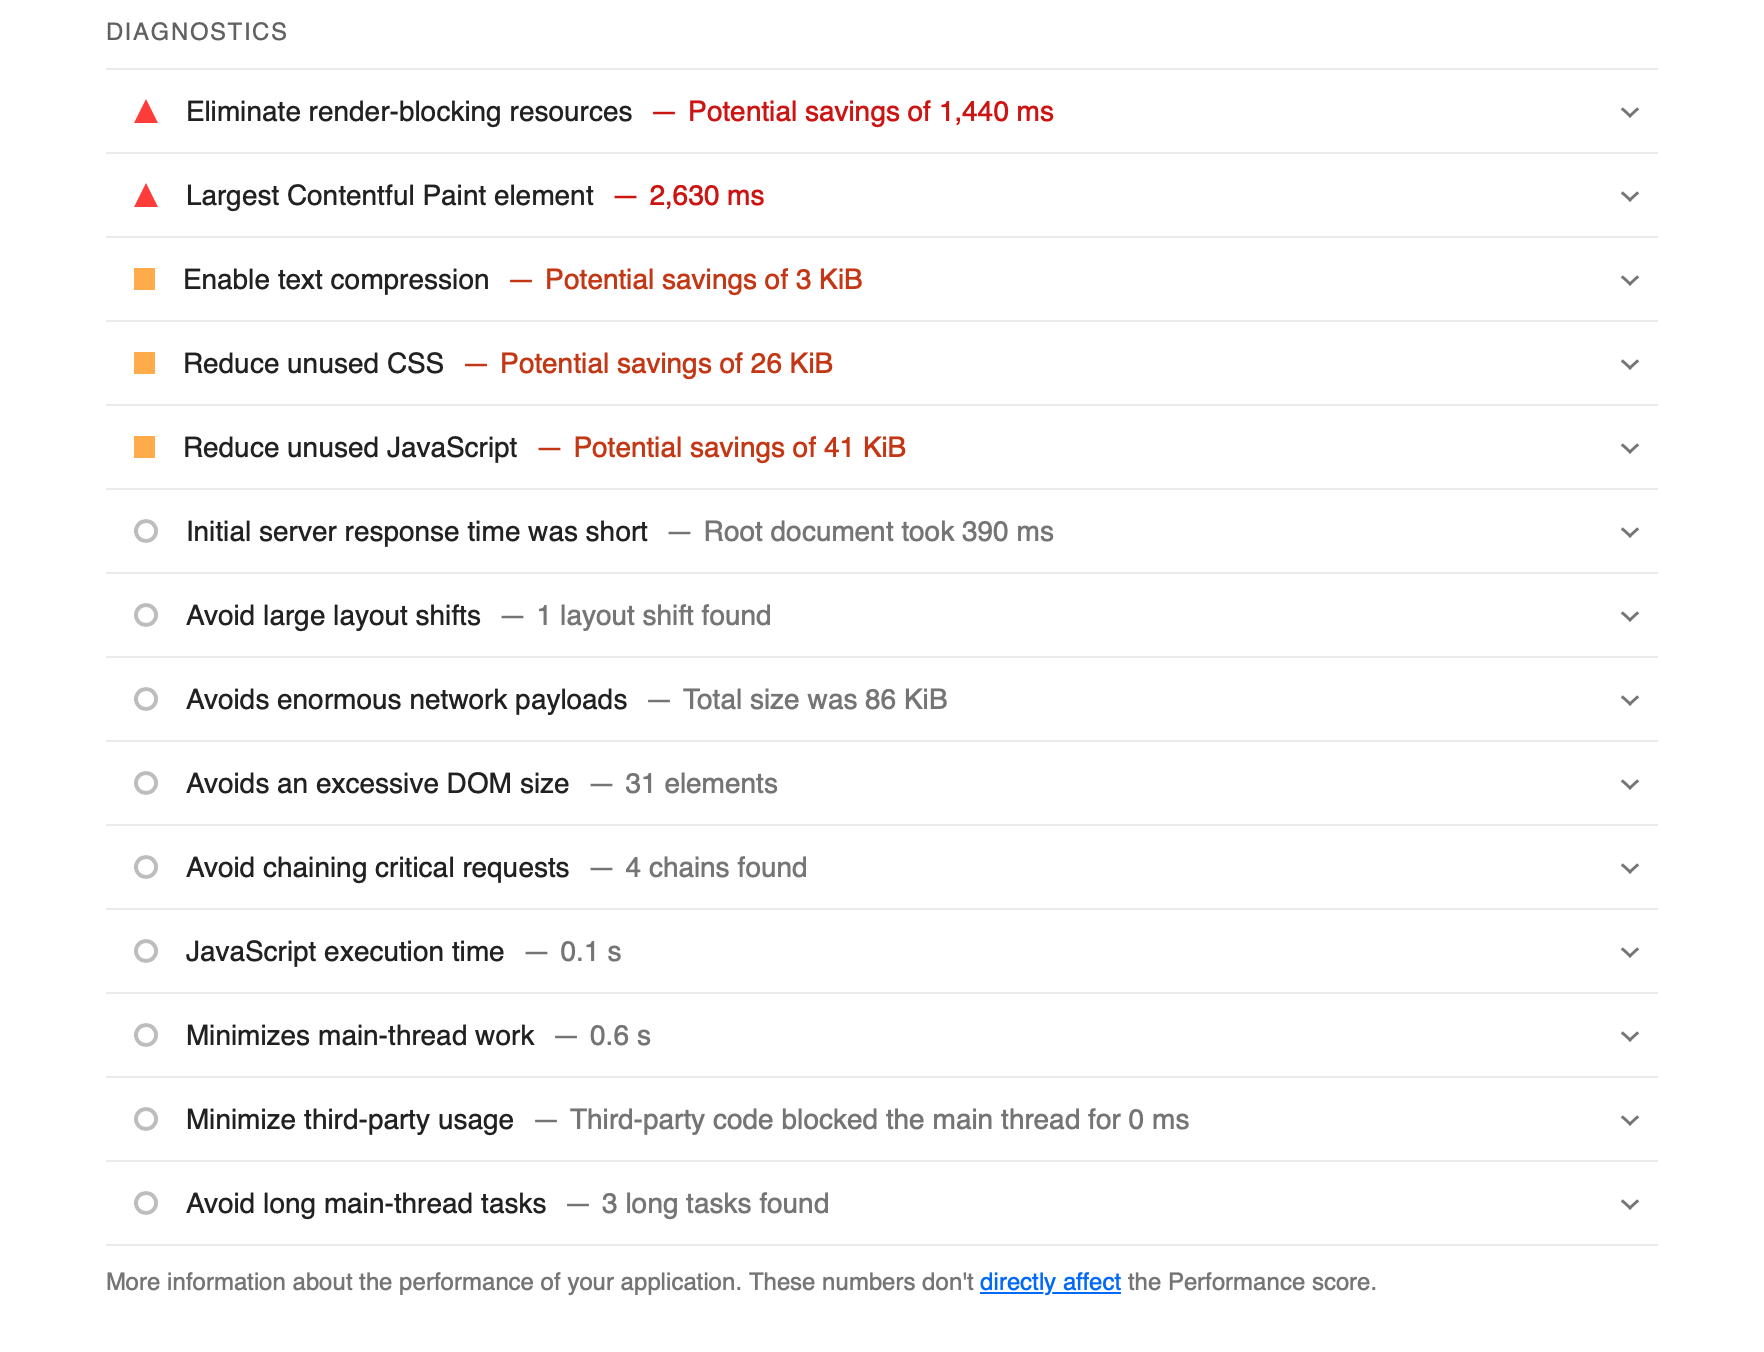 DIAGNOSTICS
Eliminate render-blocking resources — Potential savings of 1,440 ms
Largest Contentful Paint element — 2,630 ms
Enable text compression — Potential savings of 3 KiB
Reduce unused CSS — Potential savings of 26 KiB
Reduce unused JavaScript — Potential savings of 41 KiB
Initial server response time was short — Root document took 390 ms
Avoid large layout shifts — 1 layout shift found
Avoids enormous network payloads — Total size was 86 KiB
Avoids an excessive DOM size — 31 elements
Avoid chaining critical requests — 4 chains found
JavaScript execution time — 0.1 s
Minimizes main-thread work — 0.6 s
Minimize third-party usage — Third-party code blocked the main thread for 0 ms
Avoid long main-thread tasks — 3 long tasks found
More information about the performance of your application. These numbers don't directly affect the Performance score.